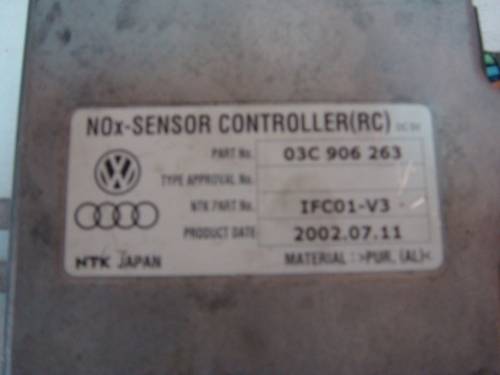 NOx-SENSOR CONTROLLER(RC)
PART No. 03C 906 263
TYPE APPROVAL No.
NTK PART No. IFC01-V3
PRODUCT DATE 2002.07.11
NTK JAPAN MATERIAL : >PUR, (AL)<